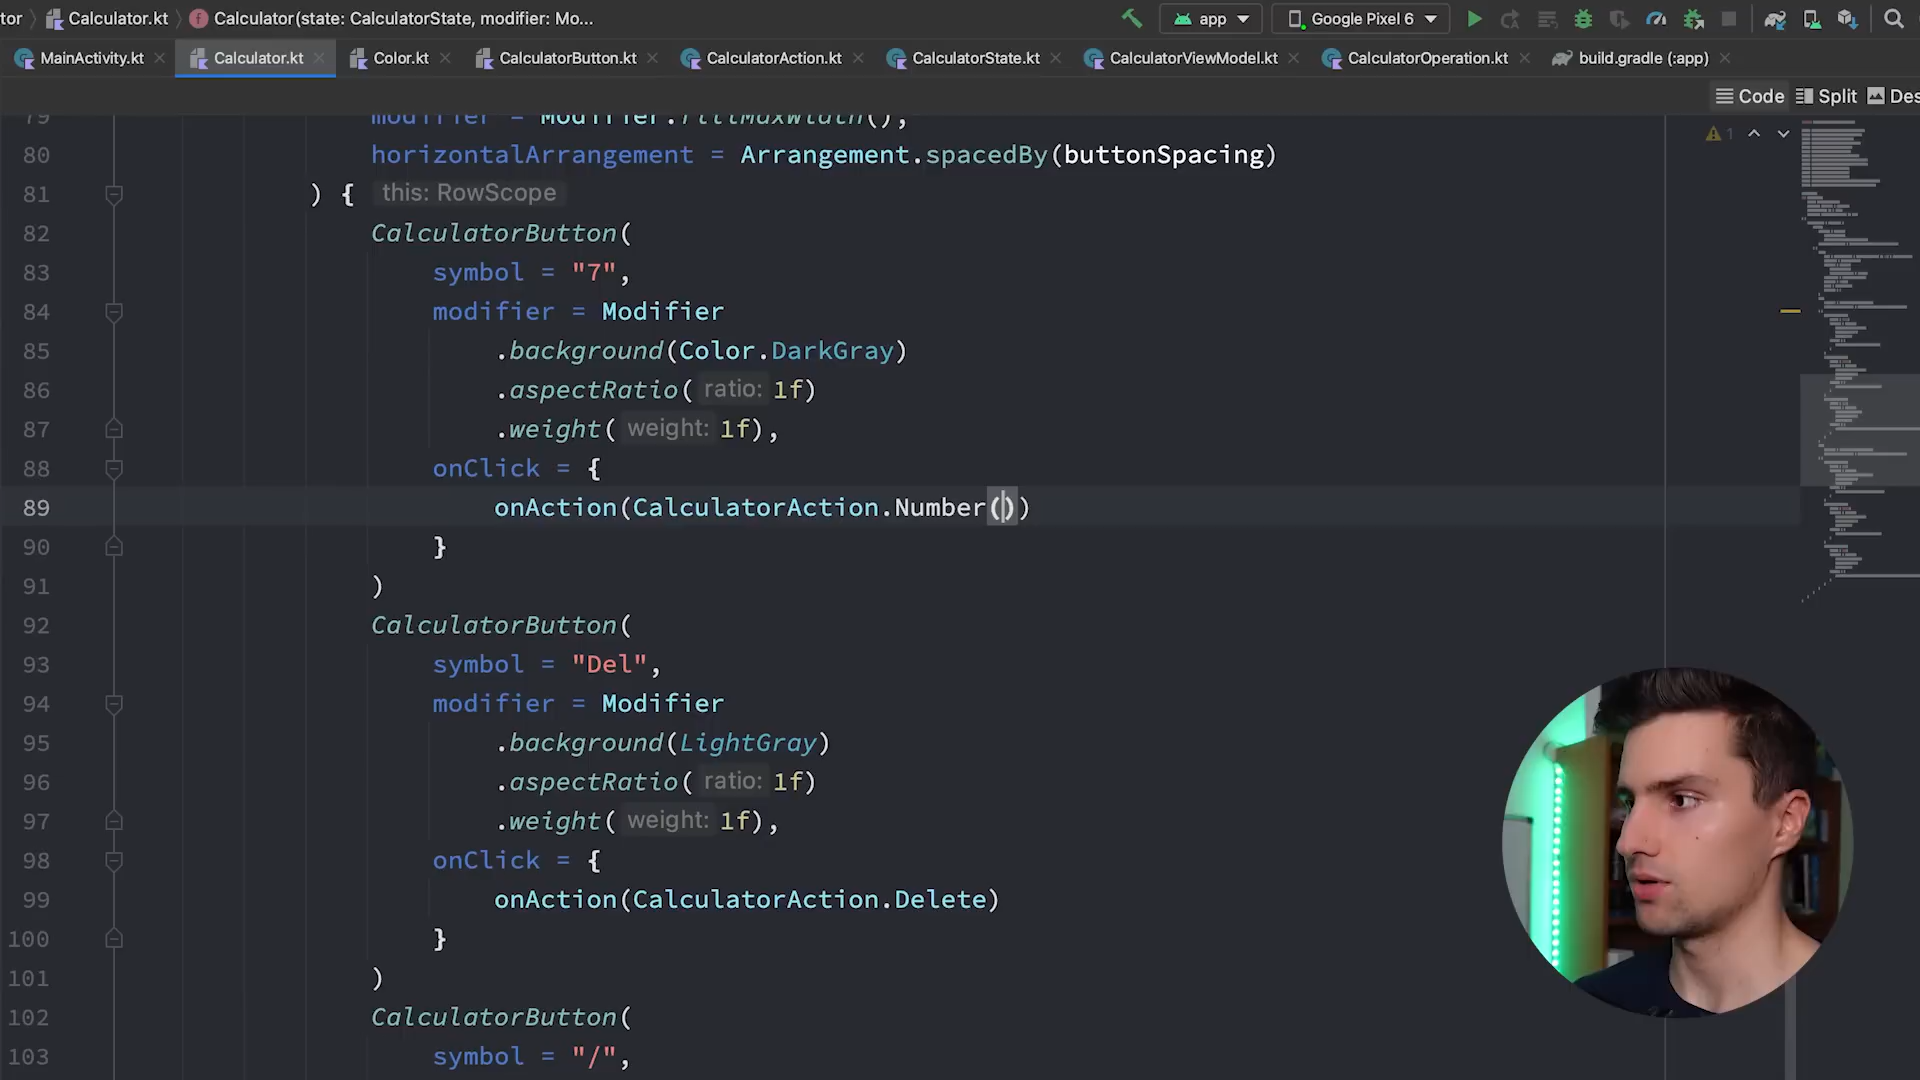 tor Calculator.kt Calculator(state: CalculatorState, modifier: Mo... app Google Pixel 6
MainActivity.kt Calculator.kt Color.kt CalculatorButton.kt CalculatorAction.kt CalculatorState.kt CalculatorViewModel.kt CalculatorOperation.kt build.gradle (:app)
Code Split Des
79 modifier = Modifier.fillMaxWidth(),
80 horizontalArrangement = Arrangement.spacedBy(buttonSpacing)
81 ) { this: RowScope
82 CalculatorButton(
83 symbol = "7",
84 modifier = Modifier
85 .background(Color.DarkGray)
86 .aspectRatio( ratio: 1f)
87 .weight( weight: 1f),
88 onClick = {
89 onAction(CalculatorAction.Number())
90 }
91 )
92 CalculatorButton(
93 symbol = "Del",
94 modifier = Modifier
95 .background(LightGray)
96 .aspectRatio( ratio: 1f)
97 .weight( weight: 1f),
98 onClick = {
99 onAction(CalculatorAction.Delete)
100 }
101 )
102 CalculatorButton(
103 symbol = "/",
1